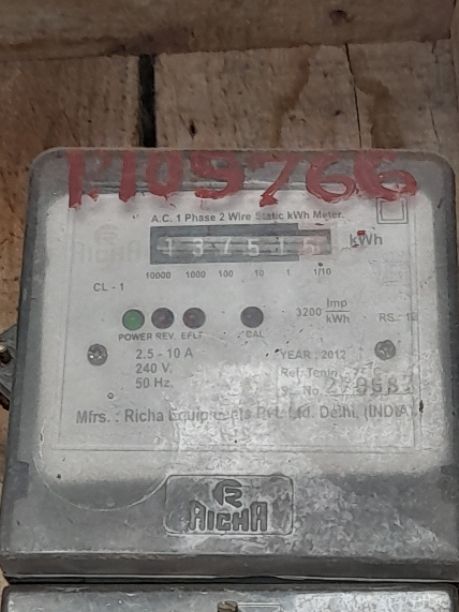 A.C. 1 Phase 2 Wire Static kWh Meter.
kWh
10000 1000 100 10 1 1/10
CL - 1
3200 Imp
kWh
POWER REV. EFLT CAL
2.5 - 10 A
YEARS : 2012
240 V.
50 Hz.
Mfrs. : Richa Equipments Pvt. Ltd. Delhi, (INDIA)
RICHA